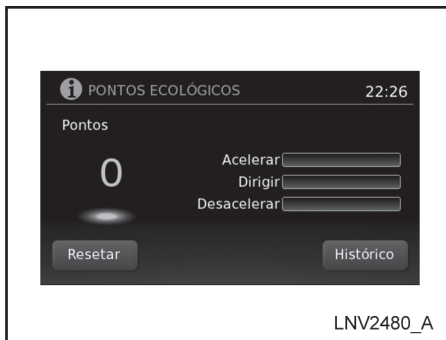 PONTOS ECOLÓGICOS 22:26
Pontos
0
Acelerar
Dirigir
Desacelerar
Resetar Histórico
LNV2480_A